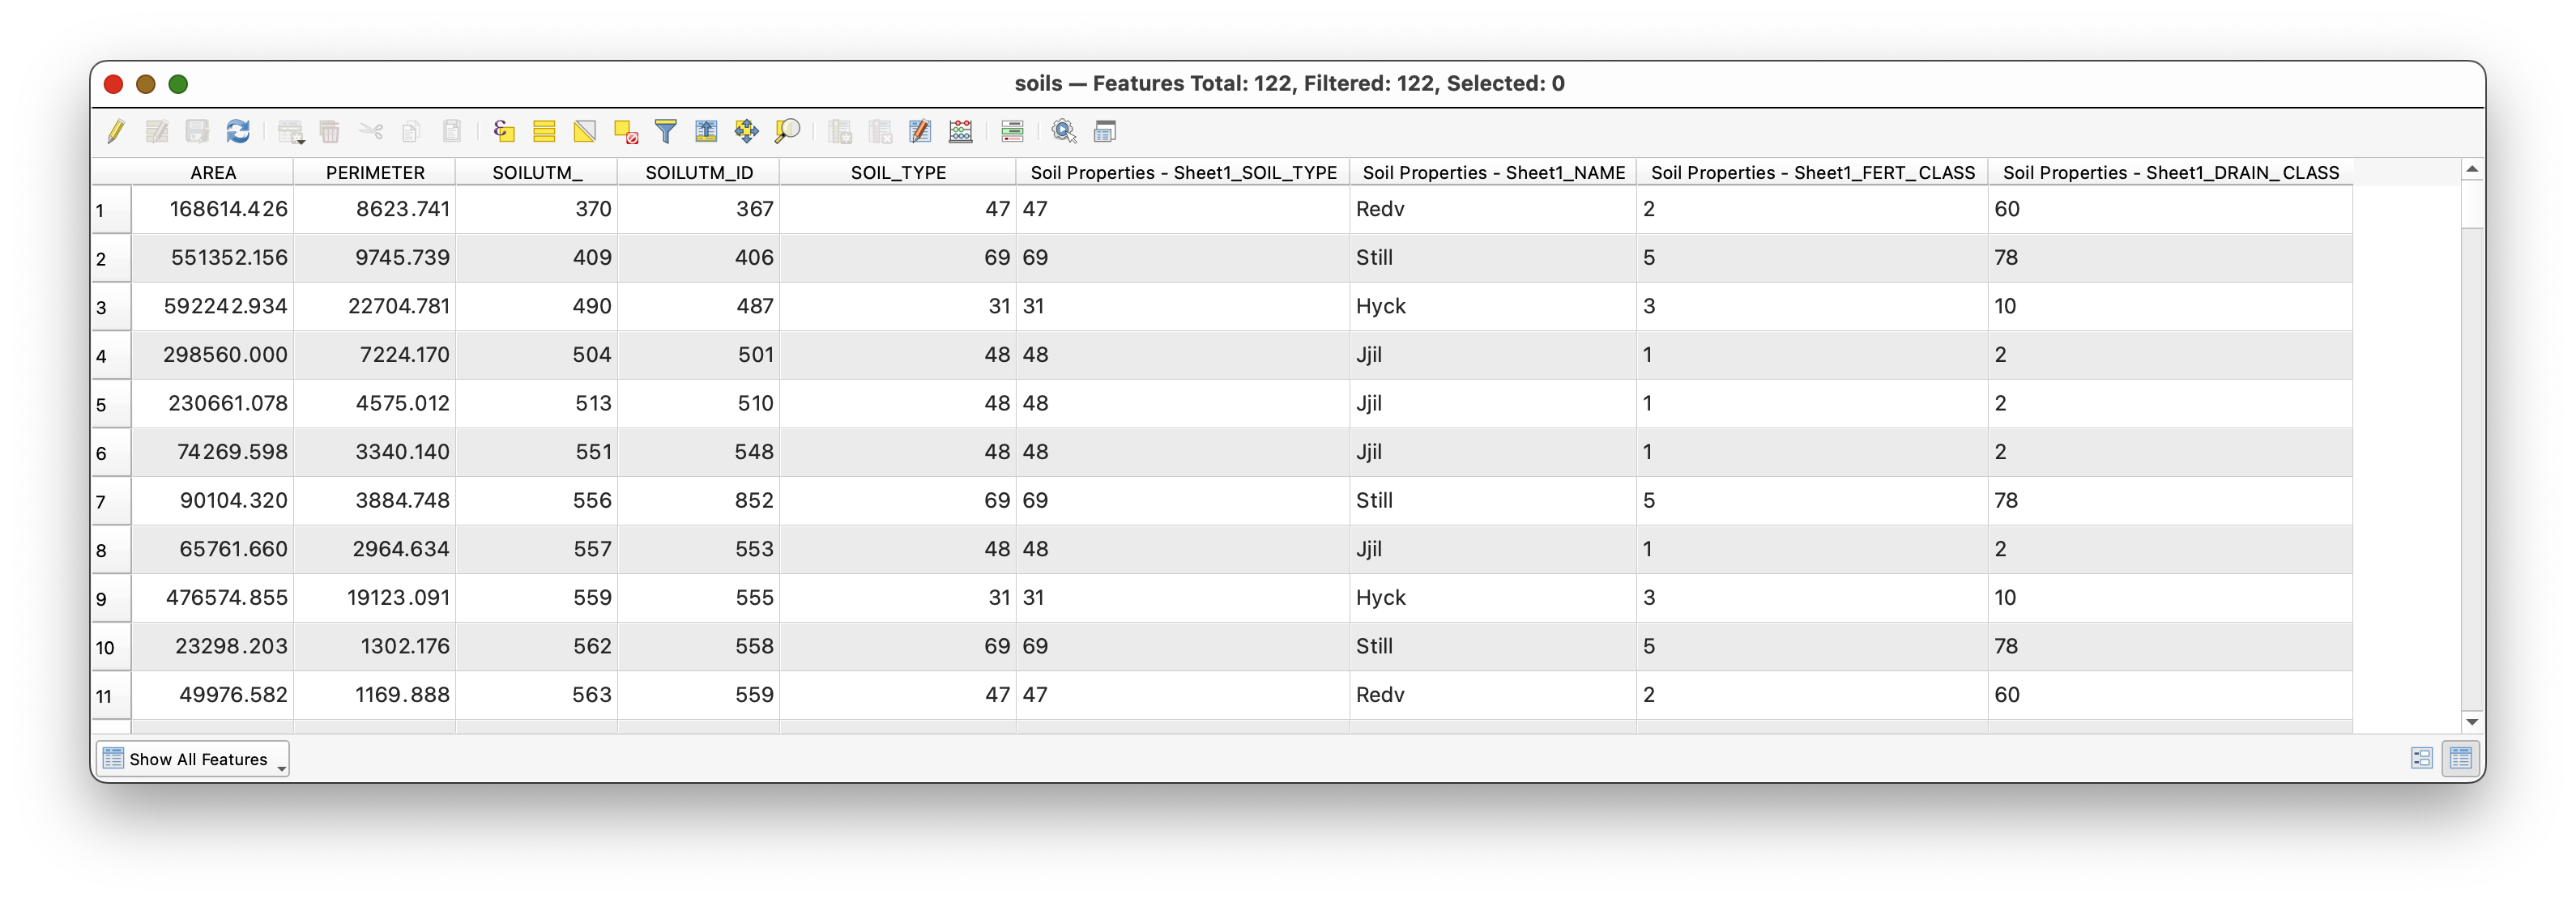 soils — Features Total: 122, Filtered: 122, Selected: 0
AREA PERIMETER SOILUTM_ SOILUTM_ID SOIL_TYPE Soil Properties - Sheet1_SOIL_TYPE Soil Properties - Sheet1_NAME Soil Properties - Sheet1_FERT_CLASS Soil Properties - Sheet1_DRAIN_CLASS
1 168614.426 8623.741 370 367 47 47 Redv 2 60
2 551352.156 9745.739 409 406 69 69 Still 5 78
3 592242.934 22704.781 490 487 31 31 Hyck 3 10
4 298560.000 7224.170 504 501 48 48 Jjil 1 2
5 230661.078 4575.012 513 510 48 48 Jjil 1 2
6 74269.598 3340.140 551 548 48 48 Jjil 1 2
7 90104.320 3884.748 556 852 69 69 Still 5 78
8 65761.660 2964.634 557 553 48 48 Jjil 1 2
9 476574.855 19123.091 559 555 31 31 Hyck 3 10
10 23298.203 1302.176 562 558 69 69 Still 5 78
11 49976.582 1169.888 563 559 47 47 Redv 2 60
Show All Features